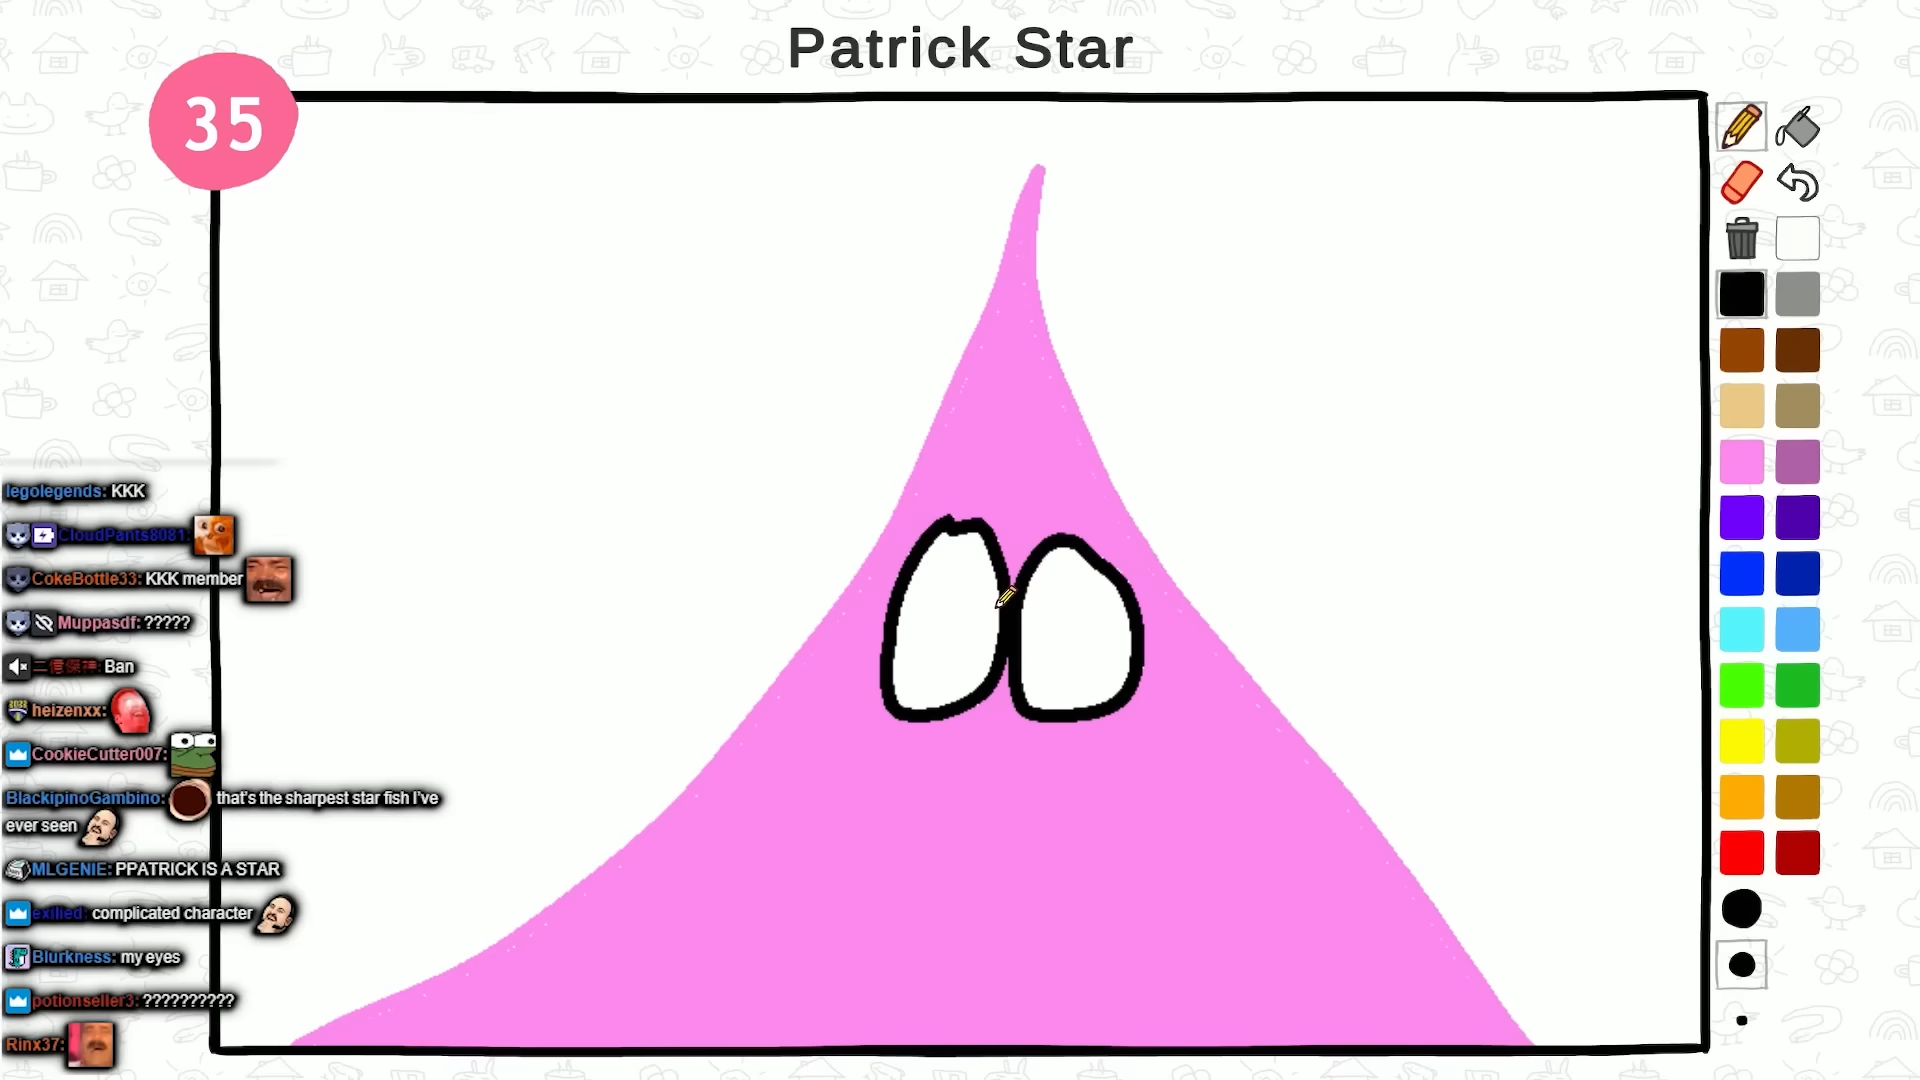 Patrick Star
35
legolegends: KKK
CloudPants8081:
CokeBottle33: KKK member
Muppasdf: ?????
Ban
heizenxx:
CookieCutter007:
BlackipinoGambino: that's the sharpest star fish I've
ever seen
MLGENIE: PPATRICK IS A STAR
exilied: complicated character
Blurkness: my eyes
potionseller3: ??????????
Rinx37: